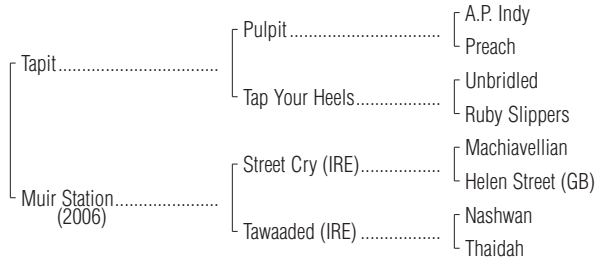 A.P. Indy
Pulpit
Preach
Tapit
Unbridled
Tap Your Heels
Ruby Slippers
Machiavellian
Street Cry (IRE)
Helen Street (GB)
Muir Station
(2006)
Nashwan
Tawaaded (IRE)
Thaidah